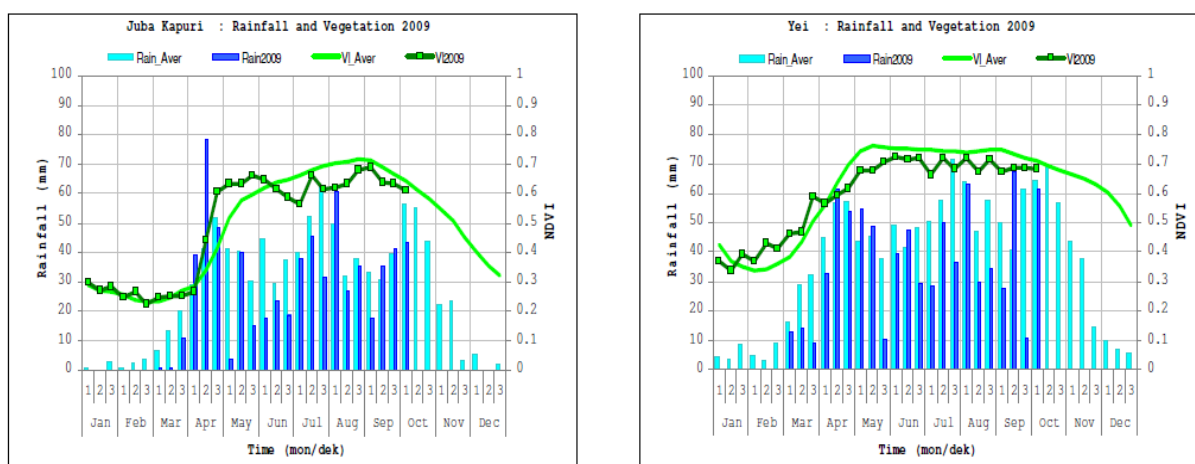 Juba Kapuri : Rainfall and Vegetation 2009
Rain_Aver Rain2009 VI_Aver VI2009
100 1
90 0.9
80 0.8
70 0.7
60 0.6
50 0.5
40 0.4
30 0.3
20 0.2
10 0.1
0 0
Rainfall (mm)
NDVI
1 2 3 1 2 3 1 2 3 1 2 3 1 2 3 1 2 3 1 2 3 1 2 3 1 2 3 1 2 3 1 2 3 1 2 3
Jan Feb Mar Apr May Jun Jul Aug Sep Oct Nov Dec
Time (mon/dek)
Yei : Rainfall and Vegetation 2009
Rain_Aver Rain2009 VI_Aver VI2009
100 1
90 0.9
80 0.8
70 0.7
60 0.6
50 0.5
40 0.4
30 0.3
20 0.2
10 0.1
0 0
Rainfall (mm)
NDVI
1 2 3 1 2 3 1 2 3 1 2 3 1 2 3 1 2 3 1 2 3 1 2 3 1 2 3 1 2 3 1 2 3 1 2 3
Jan Feb Mar Apr May Jun Jul Aug Sep Oct Nov Dec
Time (mon/dek)